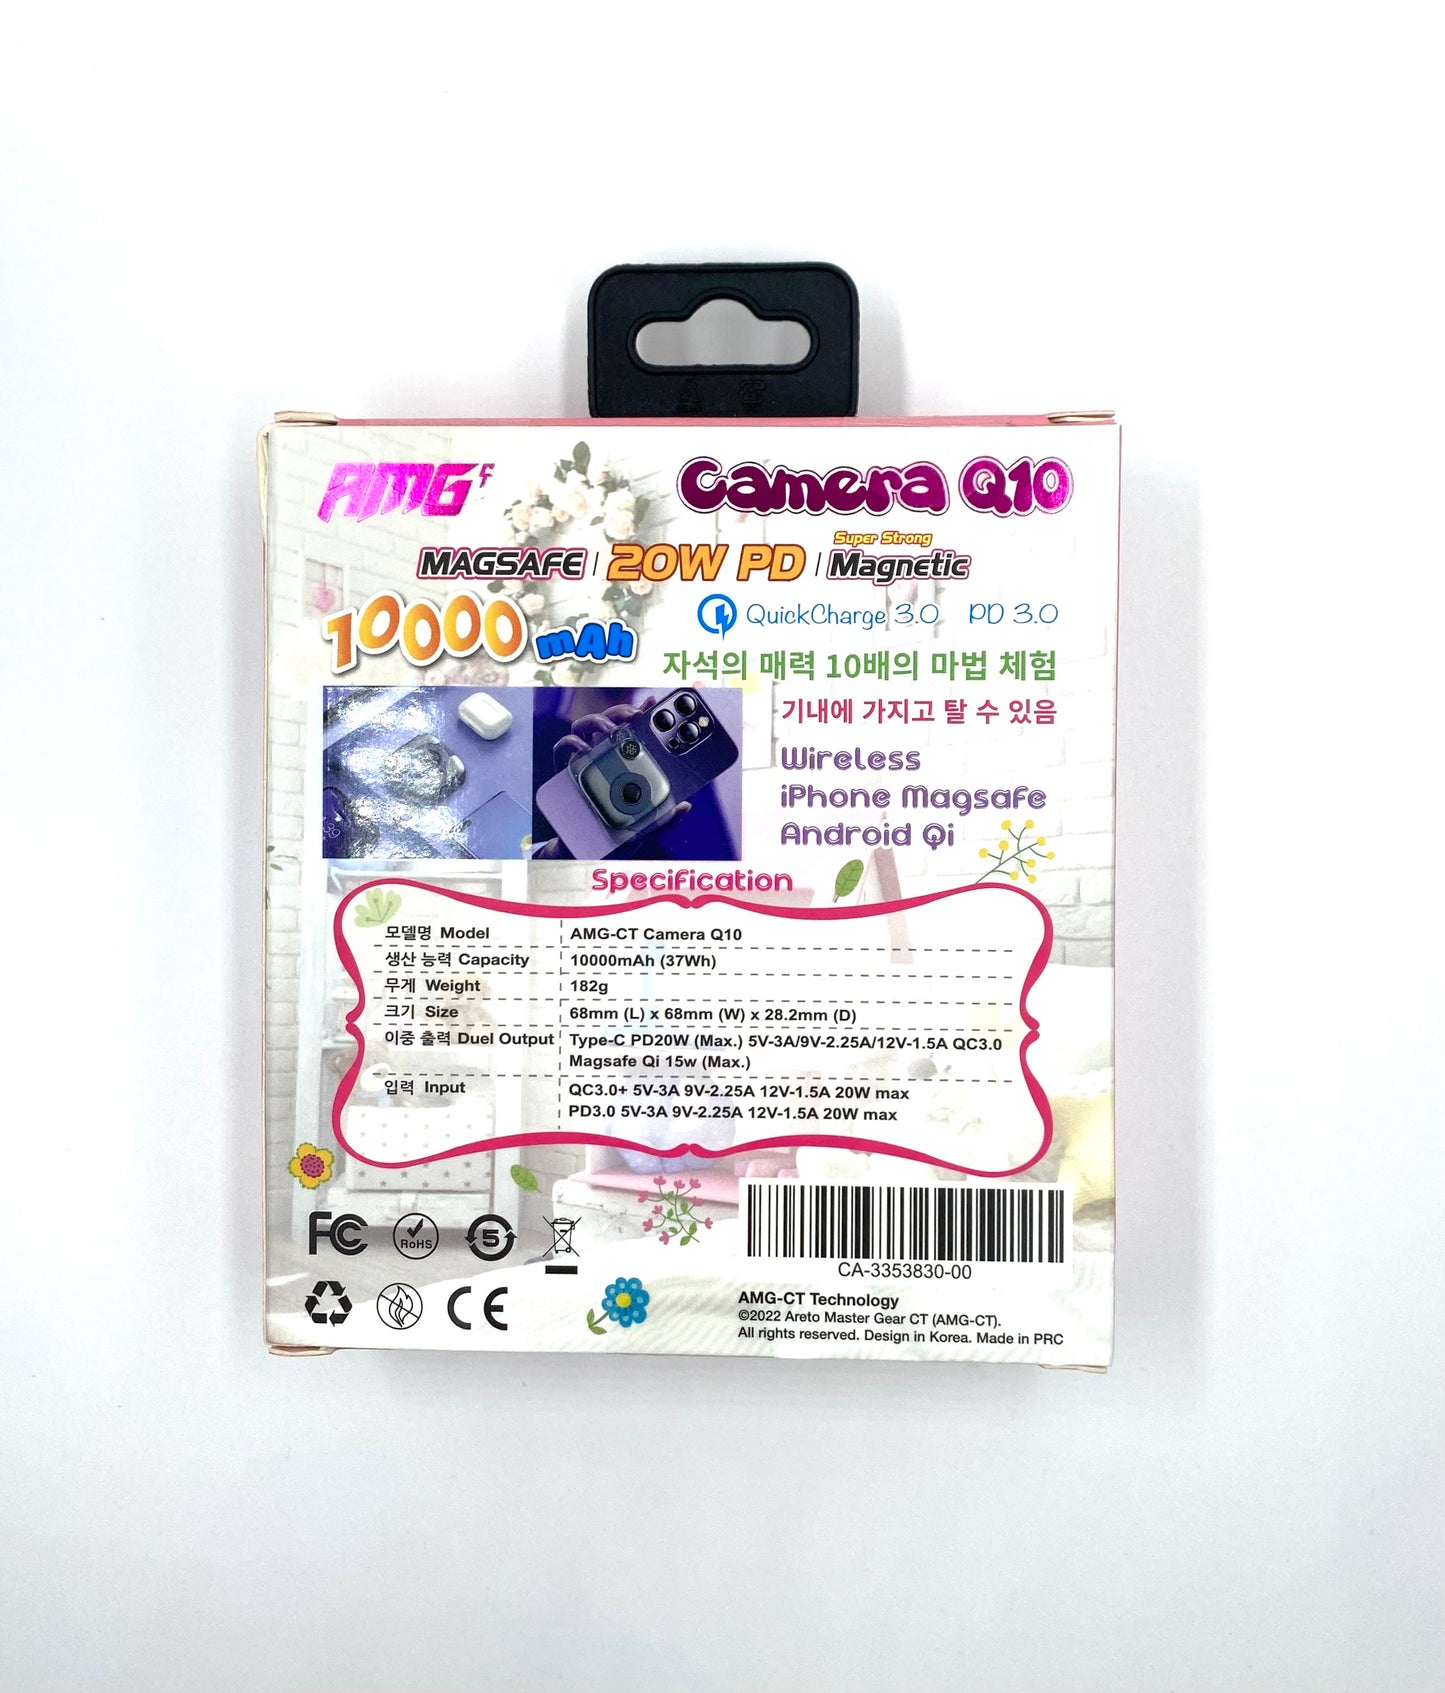 AMG
Camera Q10
MAGSAFE | 20W PD | Super Strong Magnetic
10000 mAh
QuickCharge 3.0 PD 3.0
자석의 매력 10배의 마법 체험
기내에 가지고 탈 수 있음
Wireless
iPhone Magsafe
Android Qi
Specification
모델명 Model AMG-CT Camera Q10
생산 능력 Capacity 10000mAh (37Wh)
무게 Weight 182g
크기 Size 68mm (L) x 68mm (W) x 28.2mm (D)
이중 출력 Duel Output Type-C PD20W (Max.) 5V-3A/9V-2.25A/12V-1.5A QC3.0
Magsafe Qi 15w (Max.)
입력 Input QC3.0+ 5V-3A 9V-2.25A 12V-1.5A 20W max
PD3.0 5V-3A 9V-2.25A 12V-1.5A 20W max
FC RoHS 5
CE
CA-3353830-00
AMG-CT Technology
©2022 Areto Master Gear CT (AMG-CT).
All rights reserved. Design in Korea. Made in PRC